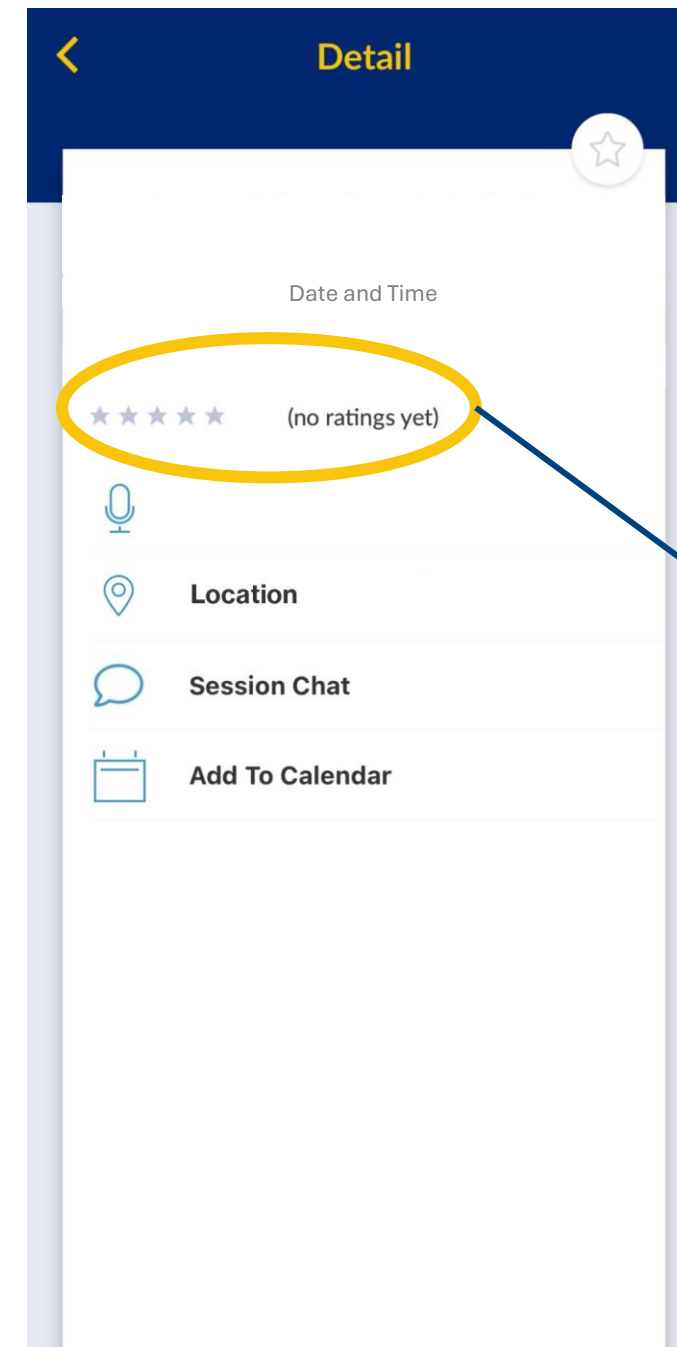 Detail
Date and Time
(no ratings yet)
Location
Session Chat
Add To Calendar